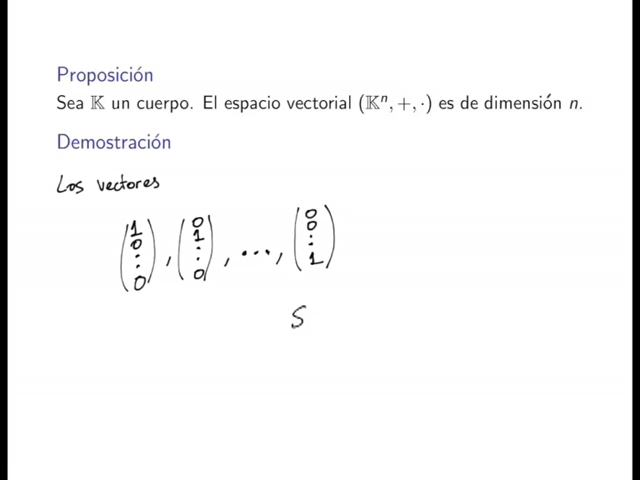 Proposición
Sea 𝕂 un cuerpo. El espacio vectorial (𝕂ⁿ, +, ·) es de dimensión n.
Demostración
Los vectores
(1 0 ⋮ 0), (0 1 ⋮ 0), ⋯, (0 0 ⋮ 1)
S